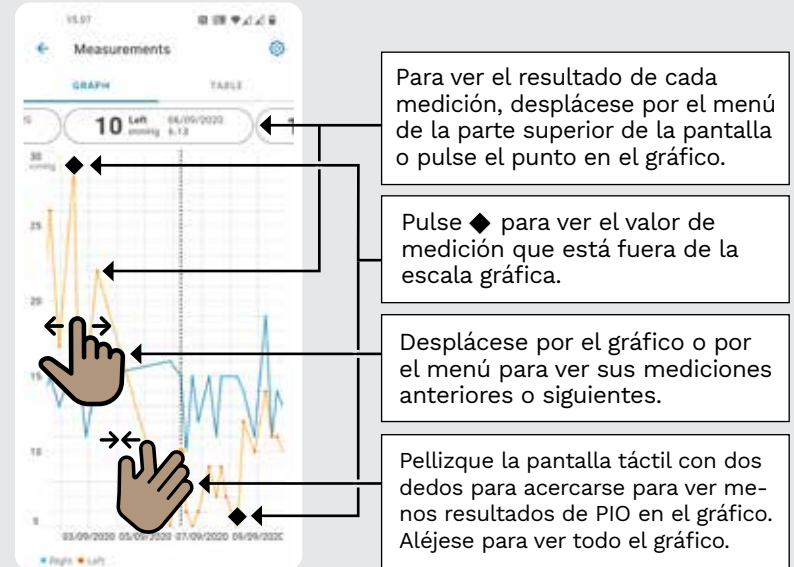 15.07
Measurements
GRAPH
TABLE
10 Left 06/09/2020
mmHg 6.13
30
mmHg
25
20
15
10
5
03/09/2020 05/09/2020 07/09/2020 09/09/2020
Right Left
Para ver el resultado de cada
medición, desplácese por el menú
de la parte superior de la pantalla
o pulse el punto en el gráfico.
Pulse ◆ para ver el valor de
medición que está fuera de la
escala gráfica.
Desplácese por el gráfico o por
el menú para ver sus mediciones
anteriores o siguientes.
Pellizque la pantalla táctil con dos
dedos para acercarse para ver me-
nos resultados de PIO en el gráfico.
Aléjese para ver todo el gráfico.